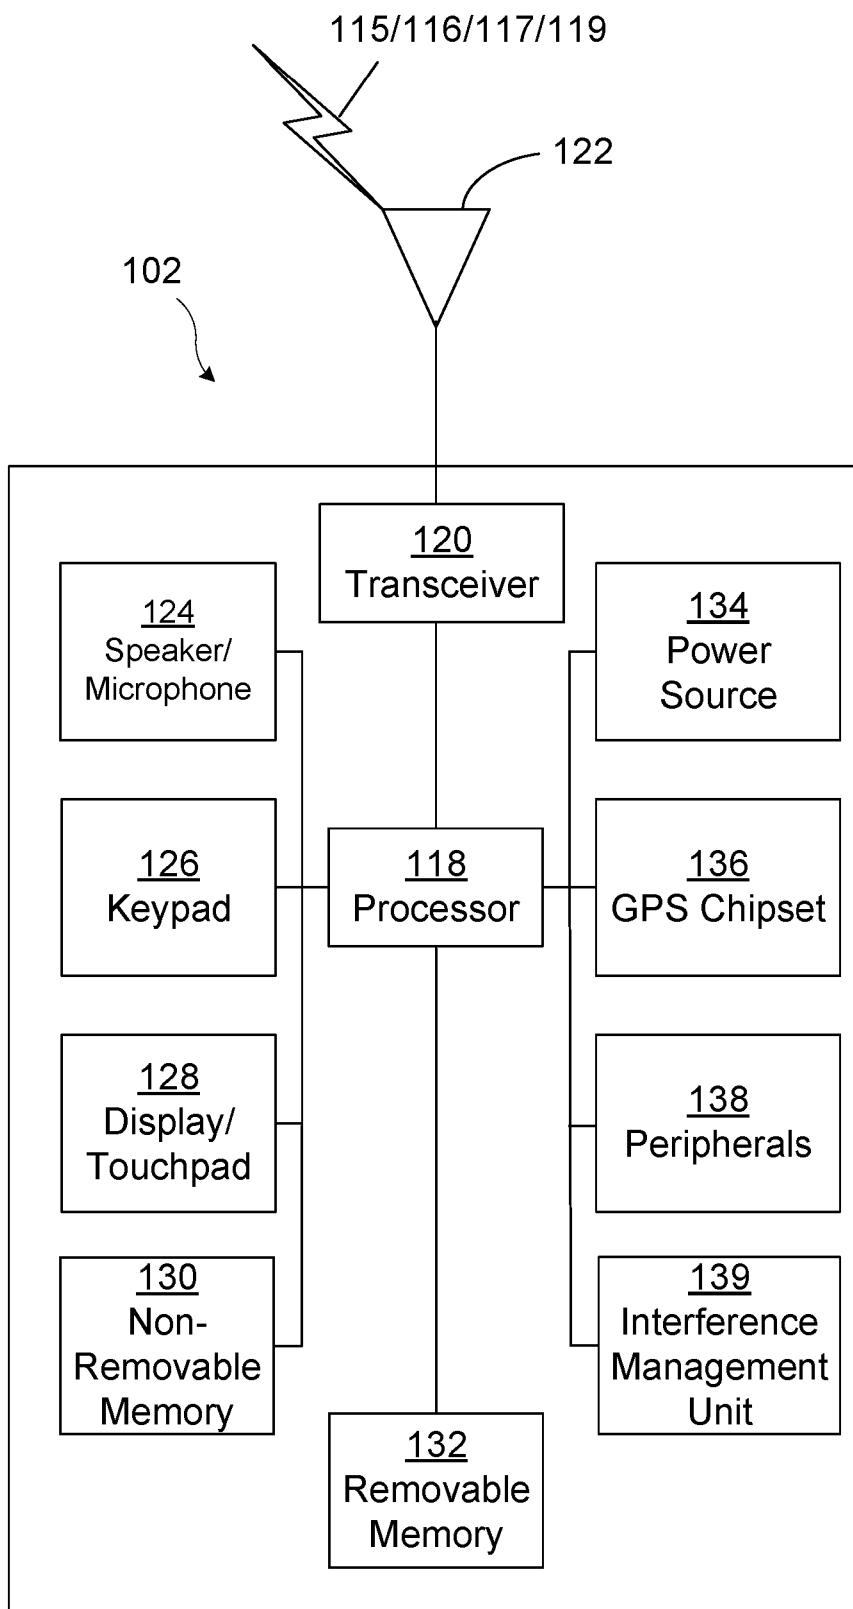 115/116/117/119
122
102
120
Transceiver
124
Speaker/
Microphone
134
Power
Source
126
Keypad
118
Processor
136
GPS Chipset
128
Display/
Touchpad
138
Peripherals
130
Non-
Removable
Memory
139
Interference
Management
Unit
132
Removable
Memory